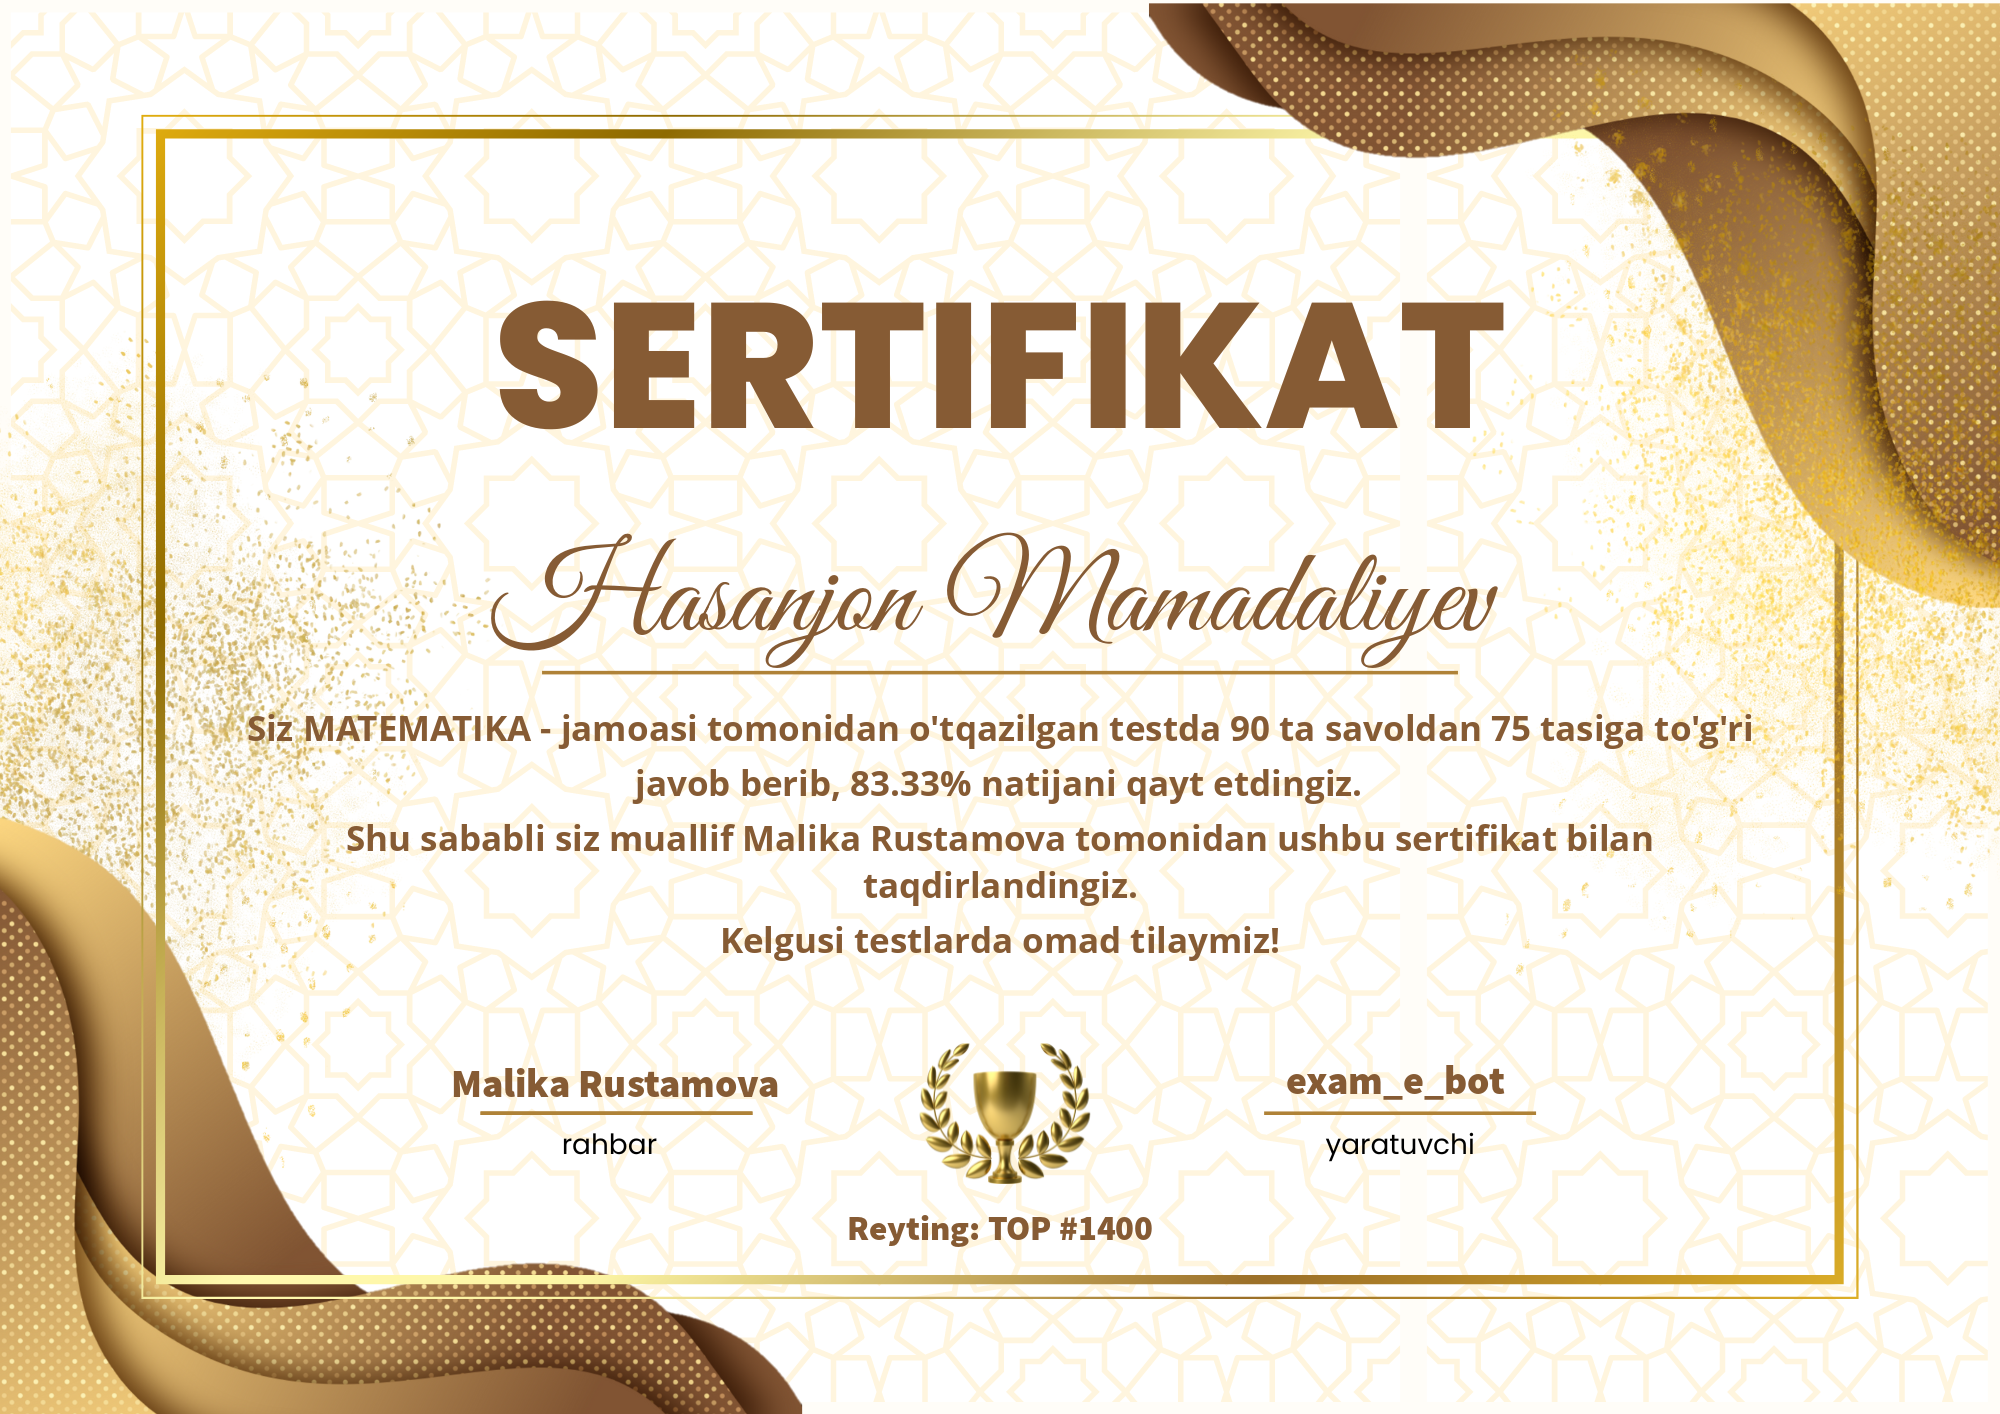 SERTIFIKAT
Hasanjon Mamadaliyev
Siz MATEMATIKA - jamoasi tomonidan o'tqazilgan testda 90 ta savoldan 75 tasiga to'g'ri
javob berib, 83.33% natijani qayt etdingiz.
Shu sababli siz muallif Malika Rustamova tomonidan ushbu sertifikat bilan
taqdirlandingiz.
Kelgusi testlarda omad tilaymiz!
Malika Rustamova
rahbar
exam_e_bot
yaratuvchi
Reyting: TOP #1400